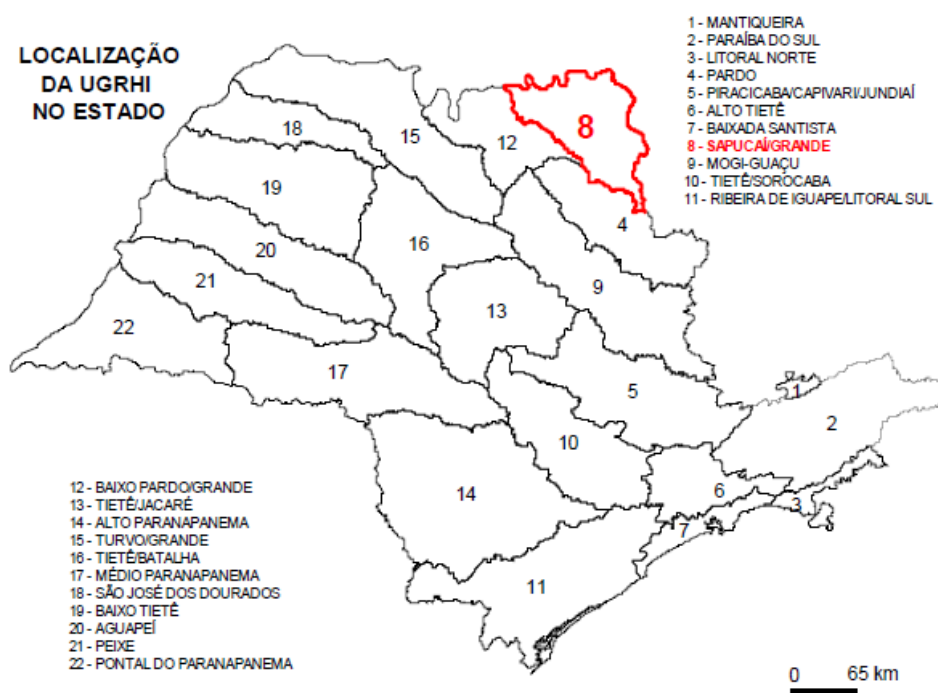 LOCALIZAÇÃO
DA UGRHI
NO ESTADO
1 - MANTIQUEIRA
2 - PARAÍBA DO SUL
3 - LITORAL NORTE
4 - PARDO
5 - PIRACICABA/CAPIVARI/JUNDIAÍ
6 - ALTO TIETÊ
7 - BAIXADA SANTISTA
8 - SAPUCAÍ/GRANDE
9 - MOGI-GUAÇU
10 - TIETÊ/SOROCABA
11 - RIBEIRA DE IGUAPE/LITORAL SUL
18
15
12
8
19
4
16
20
21
9
13
22
17
5
1
2
10
14
6
3
7
11
12 - BAIXO PARDO/GRANDE
13 - TIETÊ/JACARÉ
14 - ALTO PARANAPANEMA
15 - TURVO/GRANDE
16 - TIETÊ/BATALHA
17 - MÉDIO PARANAPANEMA
18 - SÃO JOSÉ DOS DOURADOS
19 - BAIXO TIETÊ
20 - AGUAPEÍ
21 - PEIXE
22 - PONTAL DO PARANAPANEMA
0 65 km